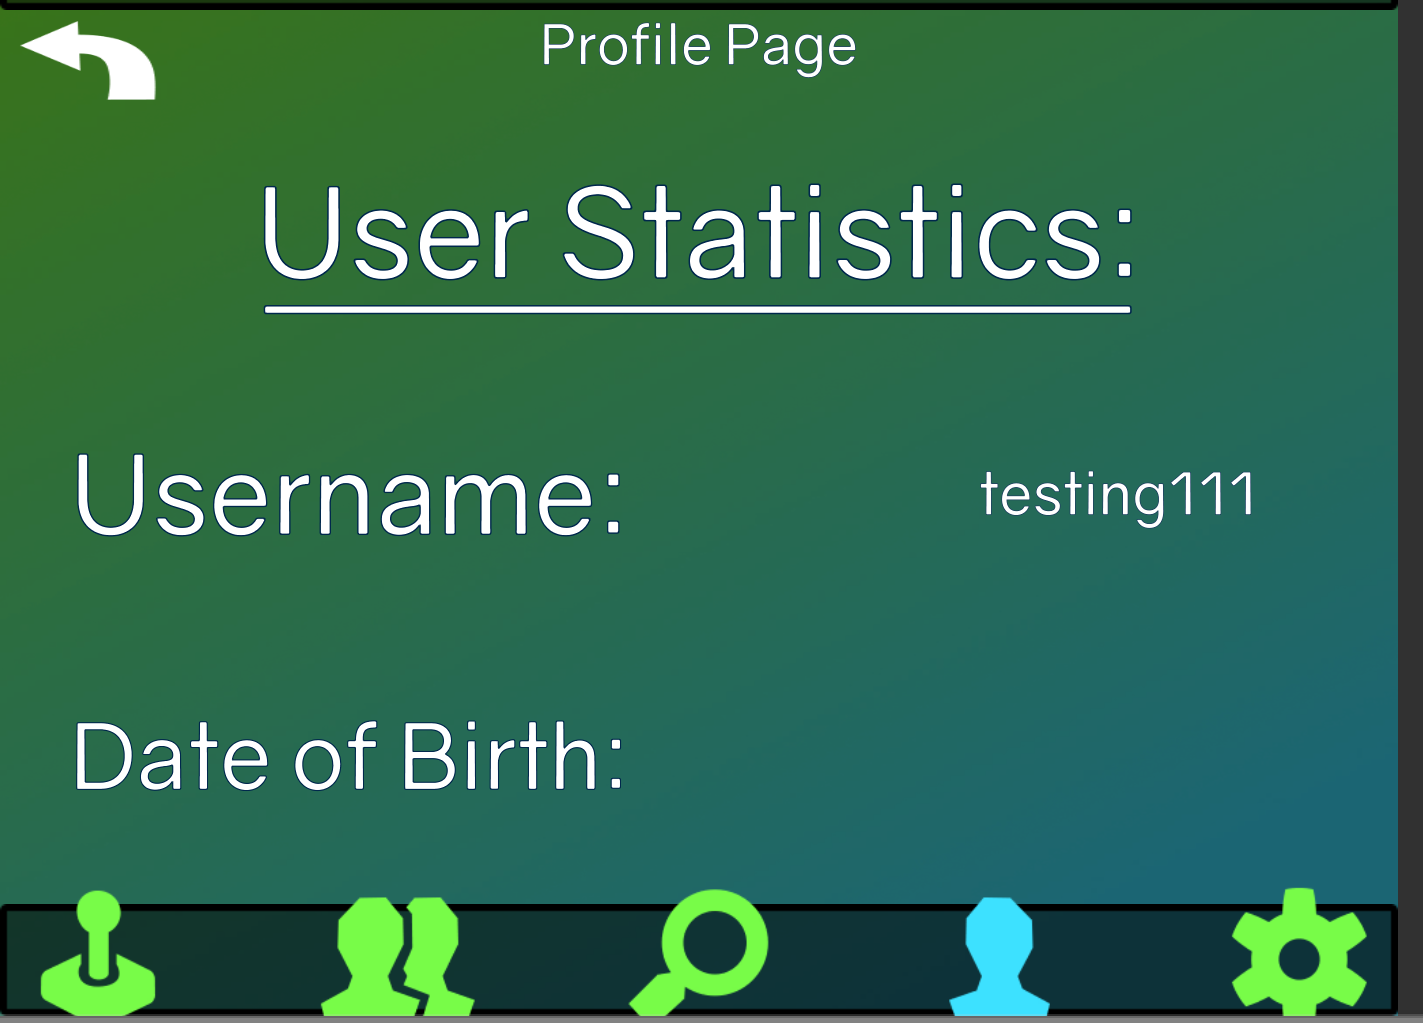 Profile Page
User Statistics:
Username: testing111
Date of Birth: